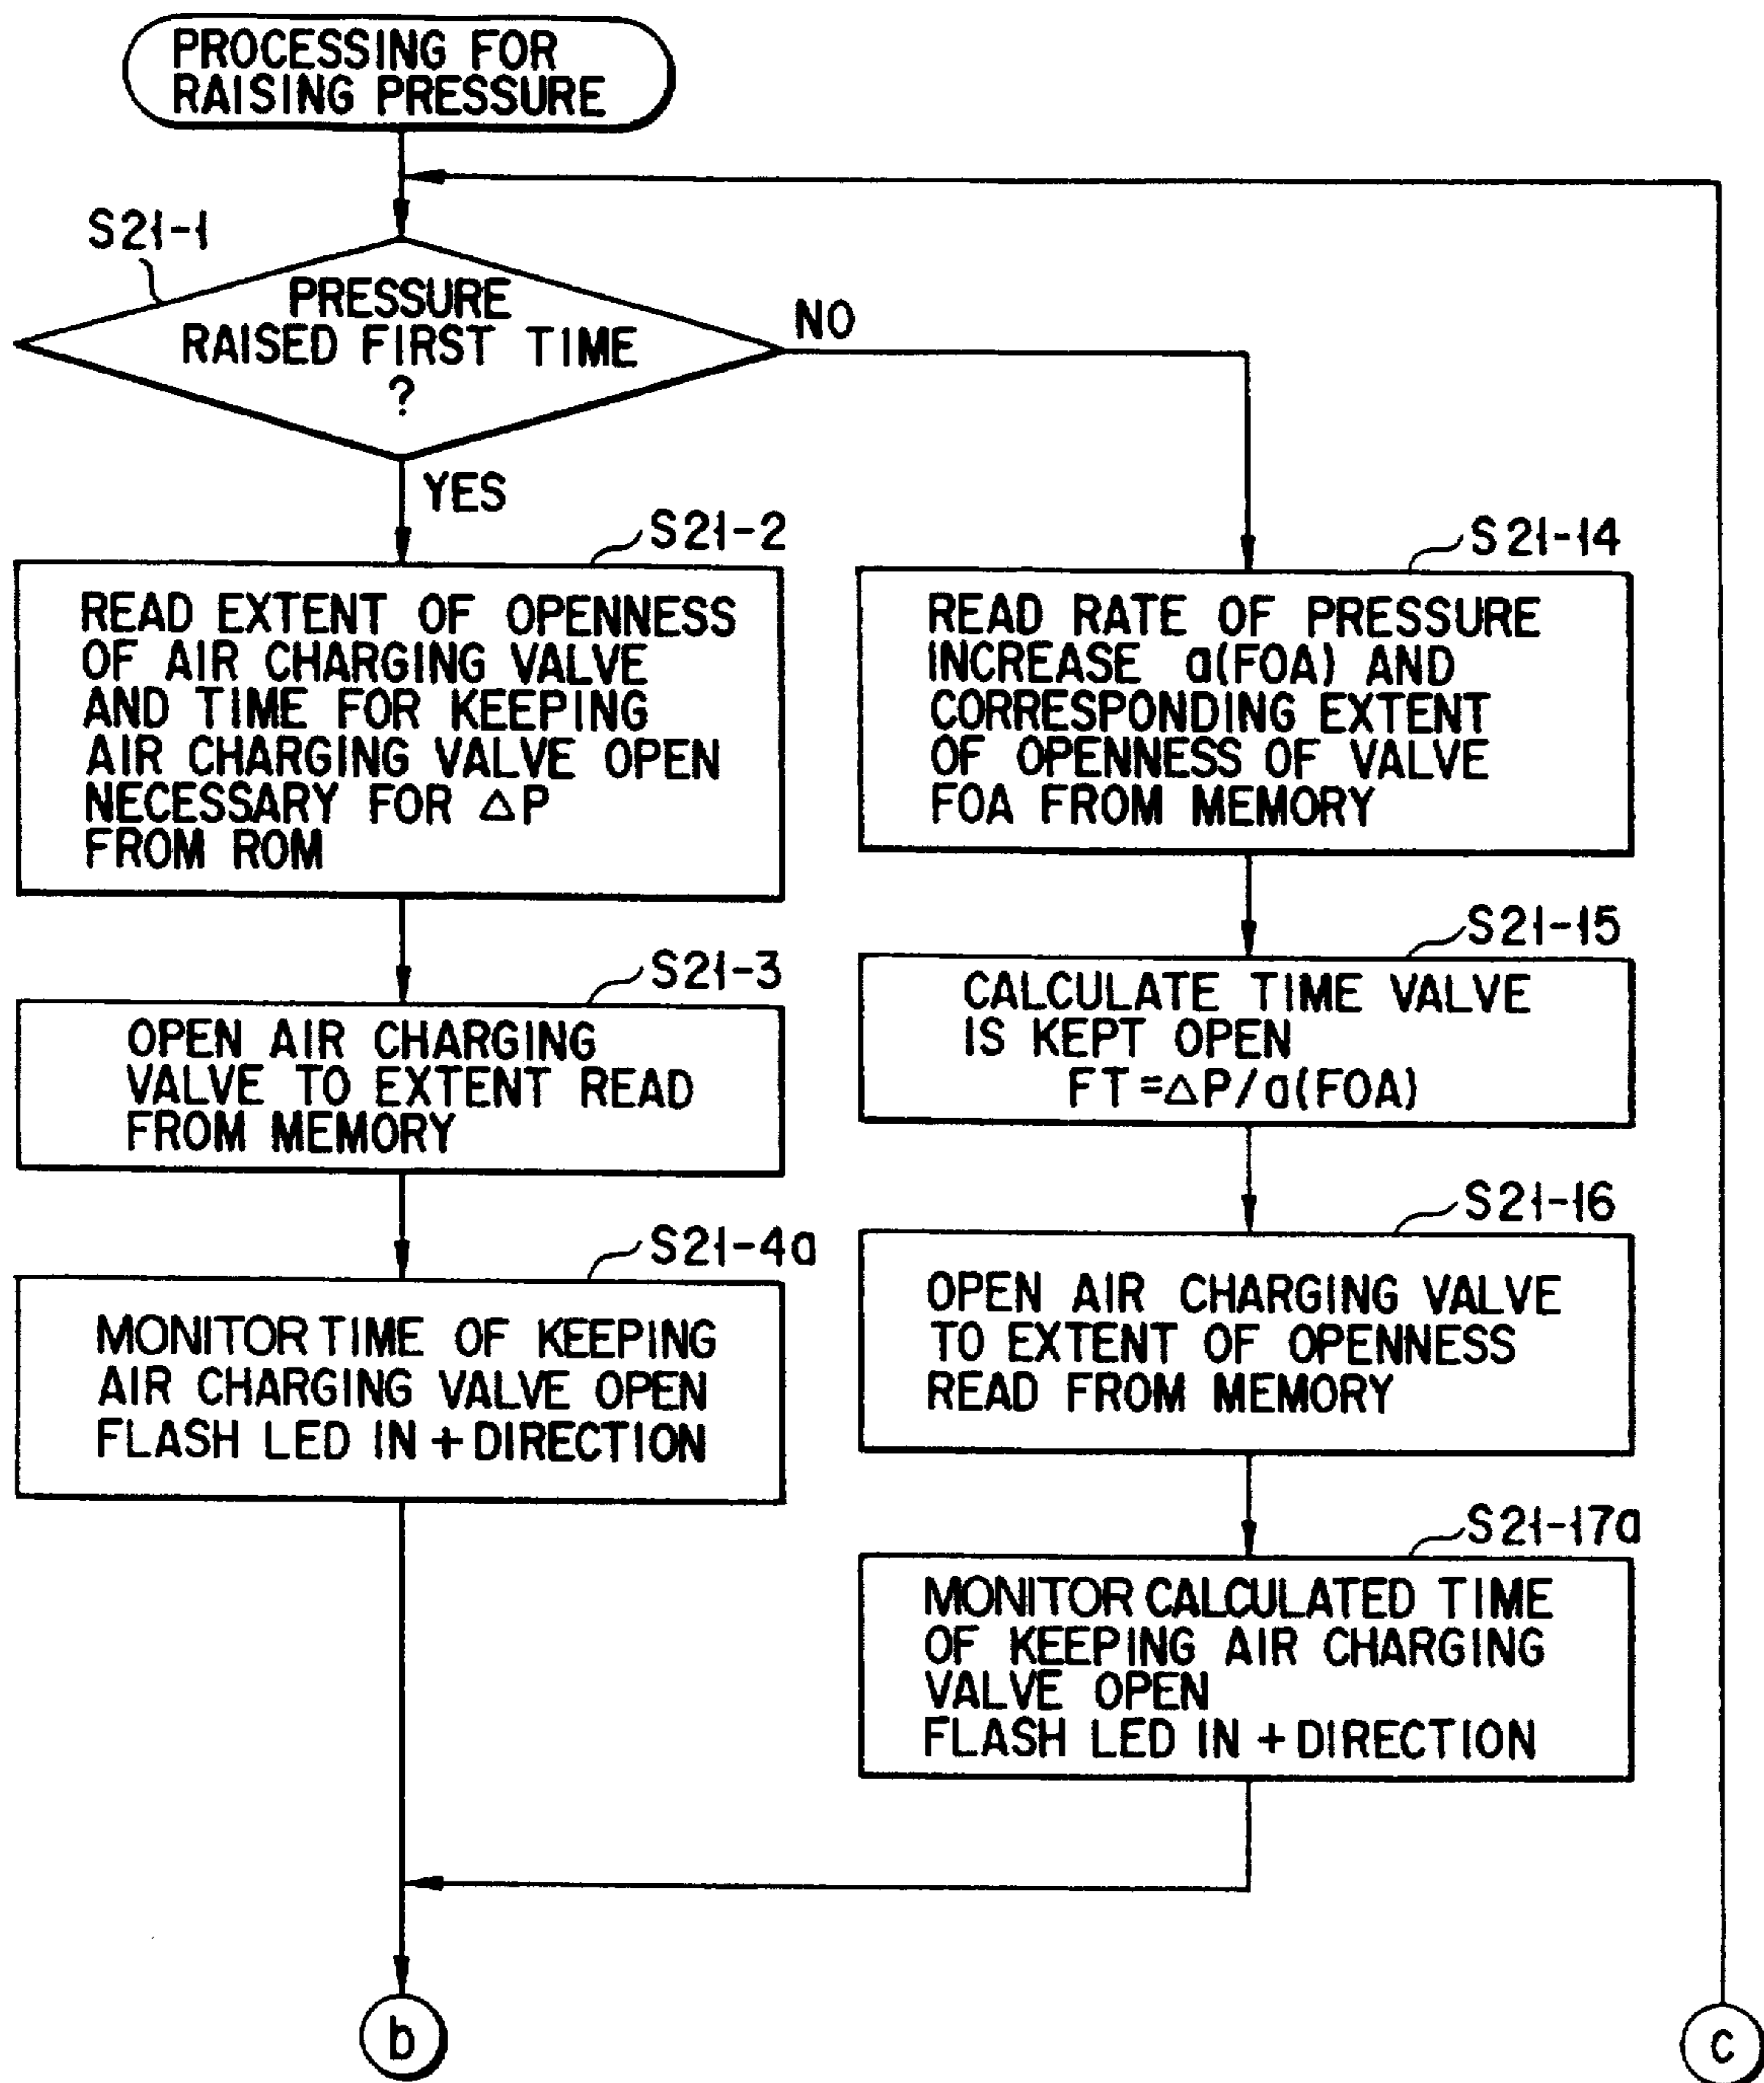 PROCESSING FOR
RAISING PRESSURE
S21-1
PRESSURE
RAISED FIRST TIME
?
NO
YES
S21-2
READ EXTENT OF OPENNESS
OF AIR CHARGING VALVE
AND TIME FOR KEEPING
AIR CHARGING VALVE OPEN
NECESSARY FOR △P
FROM ROM
S21-3
OPEN AIR CHARGING
VALVE TO EXTENT READ
FROM MEMORY
S21-4a
MONITOR TIME OF KEEPING
AIR CHARGING VALVE OPEN
FLASH LED IN + DIRECTION
S21-14
READ RATE OF PRESSURE
INCREASE a(FOA) AND
CORRESPONDING EXTENT
OF OPENNESS OF VALVE
FOA FROM MEMORY
S21-15
CALCULATE TIME VALVE
IS KEPT OPEN
FT=△P/a(FOA)
S21-16
OPEN AIR CHARGING VALVE
TO EXTENT OF OPENNESS
READ FROM MEMORY
S21-17a
MONITOR CALCULATED TIME
OF KEEPING AIR CHARGING
VALVE OPEN
FLASH LED IN + DIRECTION
b
c